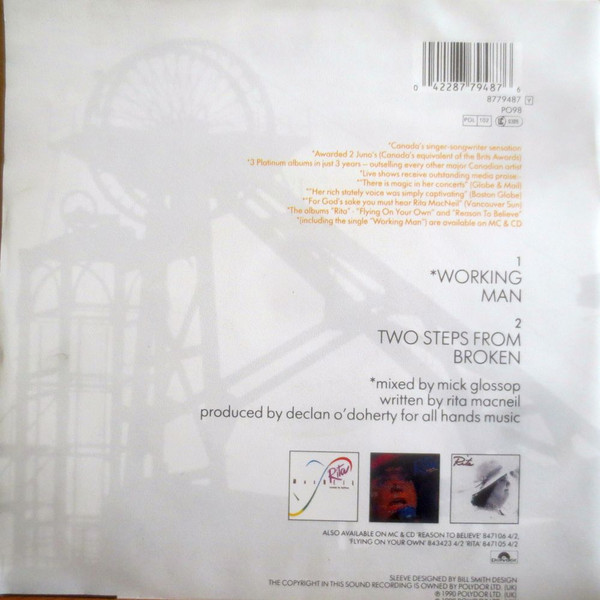 0 42287 79487 6
8779487 Y
PO98
POL 102
*Canada's singer-songwriter sensation
*Awarded 2 Juno's (Canada's equivalent of the Brits Awards)
*3 Platinum albums in just 3 years – outselling every other major Canadian artist
*Live shows receive outstanding media praise –
*"There is magic in her concerts" (Globe & Mail)
*"Her rich stately voice was simply captivating" (Boston Globe)
*"For God's sake you must hear Rita MacNeil" (Vancouver Sun)
*The albums "Rita" · "Flying On Your Own" and "Reason To Believe"
*(including the single "Working Man") are available on MC & CD
1
*WORKING
MAN
2
TWO STEPS FROM
BROKEN
*mixed by mick glossop
written by rita macneil
produced by declan o'doherty for all hands music
Rita
Rita
ALSO AVAILABLE ON MC & CD 'REASON TO BELIEVE' 847106 4/2,
'FLYING ON YOUR OWN' 843423 4/2 'RITA' 847105 4/2
SLEEVE DESIGNED BY BILL SMITH DESIGN
THE COPYRIGHT IN THIS SOUND RECORDING IS OWNED BY POLYDOR LTD. (UK)
℗ 1990 POLYDOR LTD. (UK)